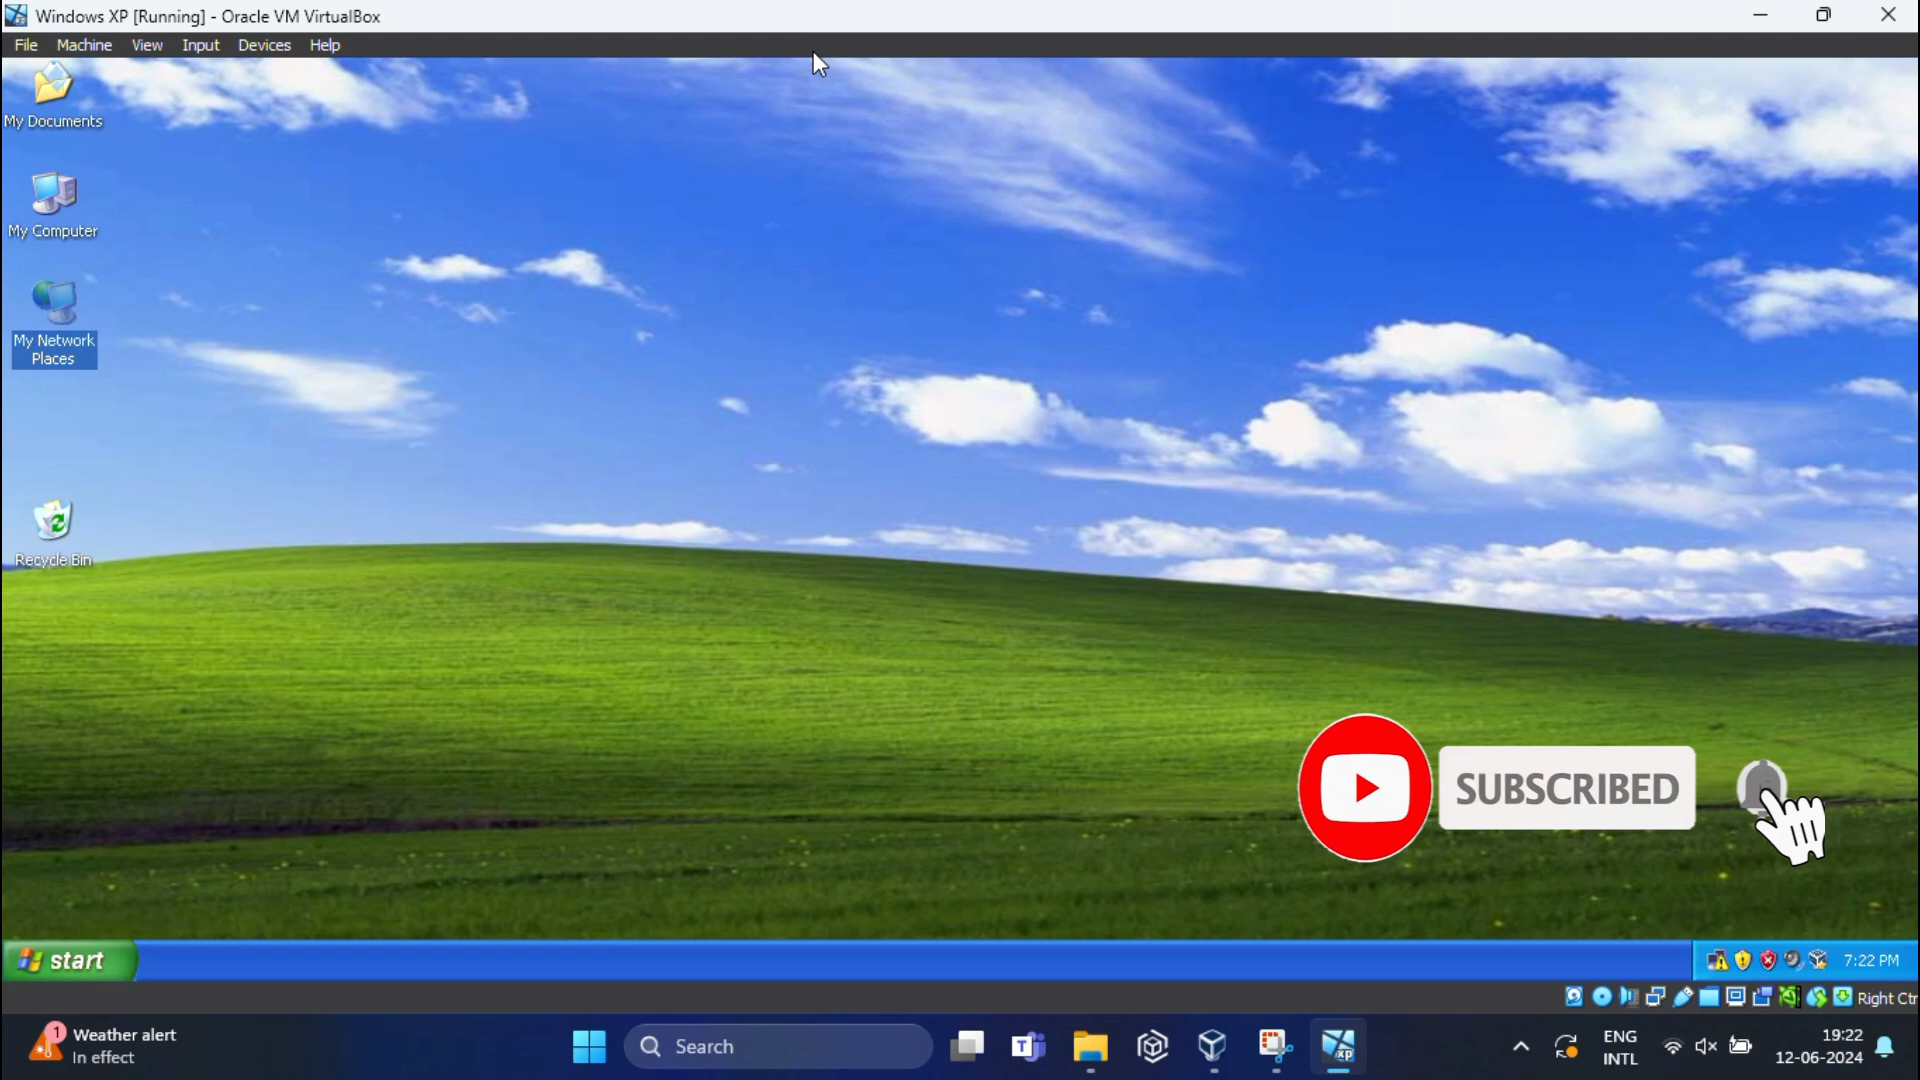 Windows XP [Running] - Oracle VM VirtualBox
File Machine View Input Devices Help
My Documents
My Computer
My Network
Places
Recycle Bin
SUBSCRIBED
start
7:22 PM
Right Ctr
1
Weather alert
In effect
Search
T
xp
ENG
INTL
19:22
12-06-2024